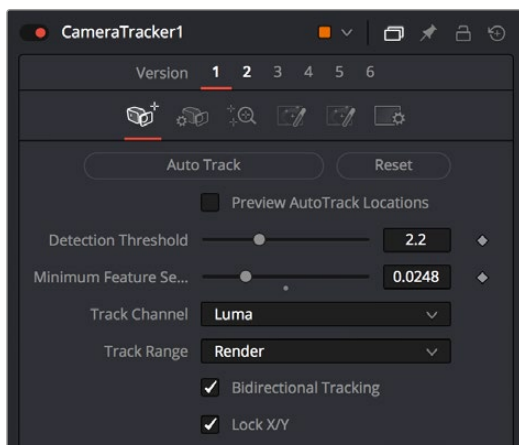 CameraTracker1
Version 1 2 3 4 5 6
Auto Track Reset
Preview AutoTrack Locations
Detection Threshold 2.2
Minimum Feature Se... 0.0248
Track Channel Luma
Track Range Render
Bidirectional Tracking
Lock X/Y